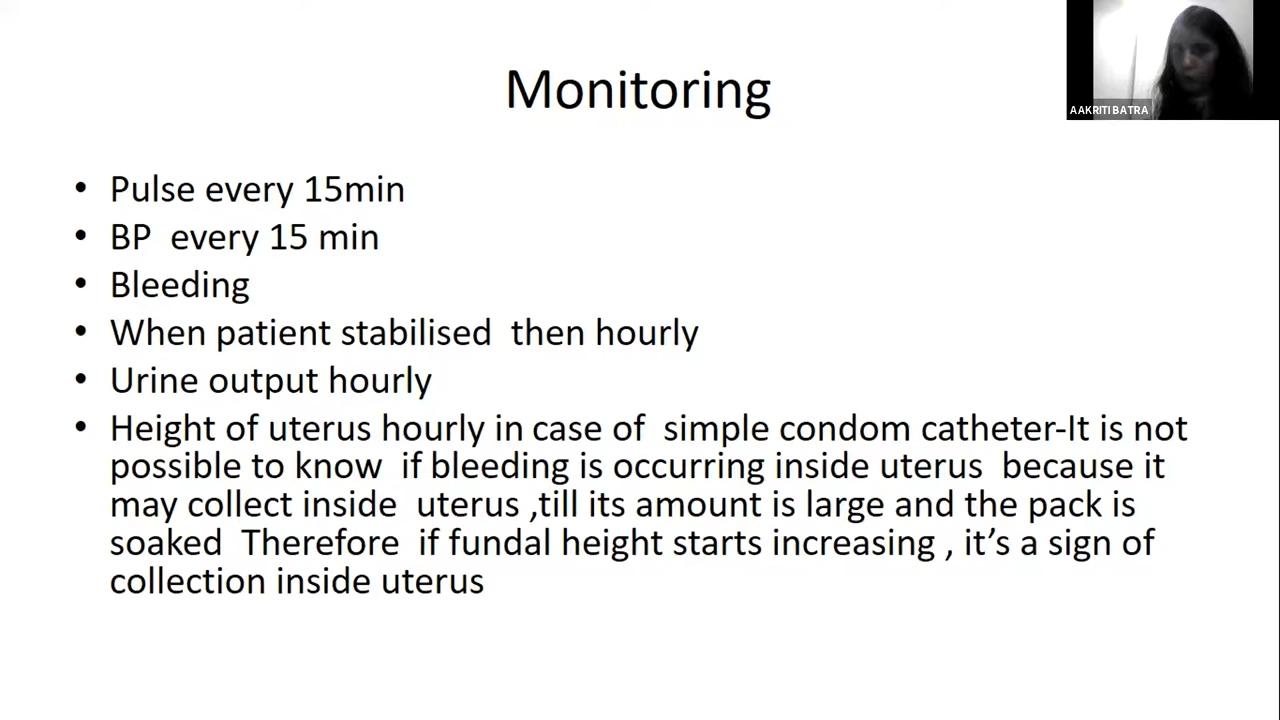 Monitoring
AAKRITI BATRA
• Pulse every 15min
• BP every 15 min
• Bleeding
• When patient stabilised then hourly
• Urine output hourly
• Height of uterus hourly in case of simple condom catheter-It is not
possible to know if bleeding is occurring inside uterus because it
may collect inside uterus ,till its amount is large and the pack is
soaked Therefore if fundal height starts increasing , it’s a sign of
collection inside uterus